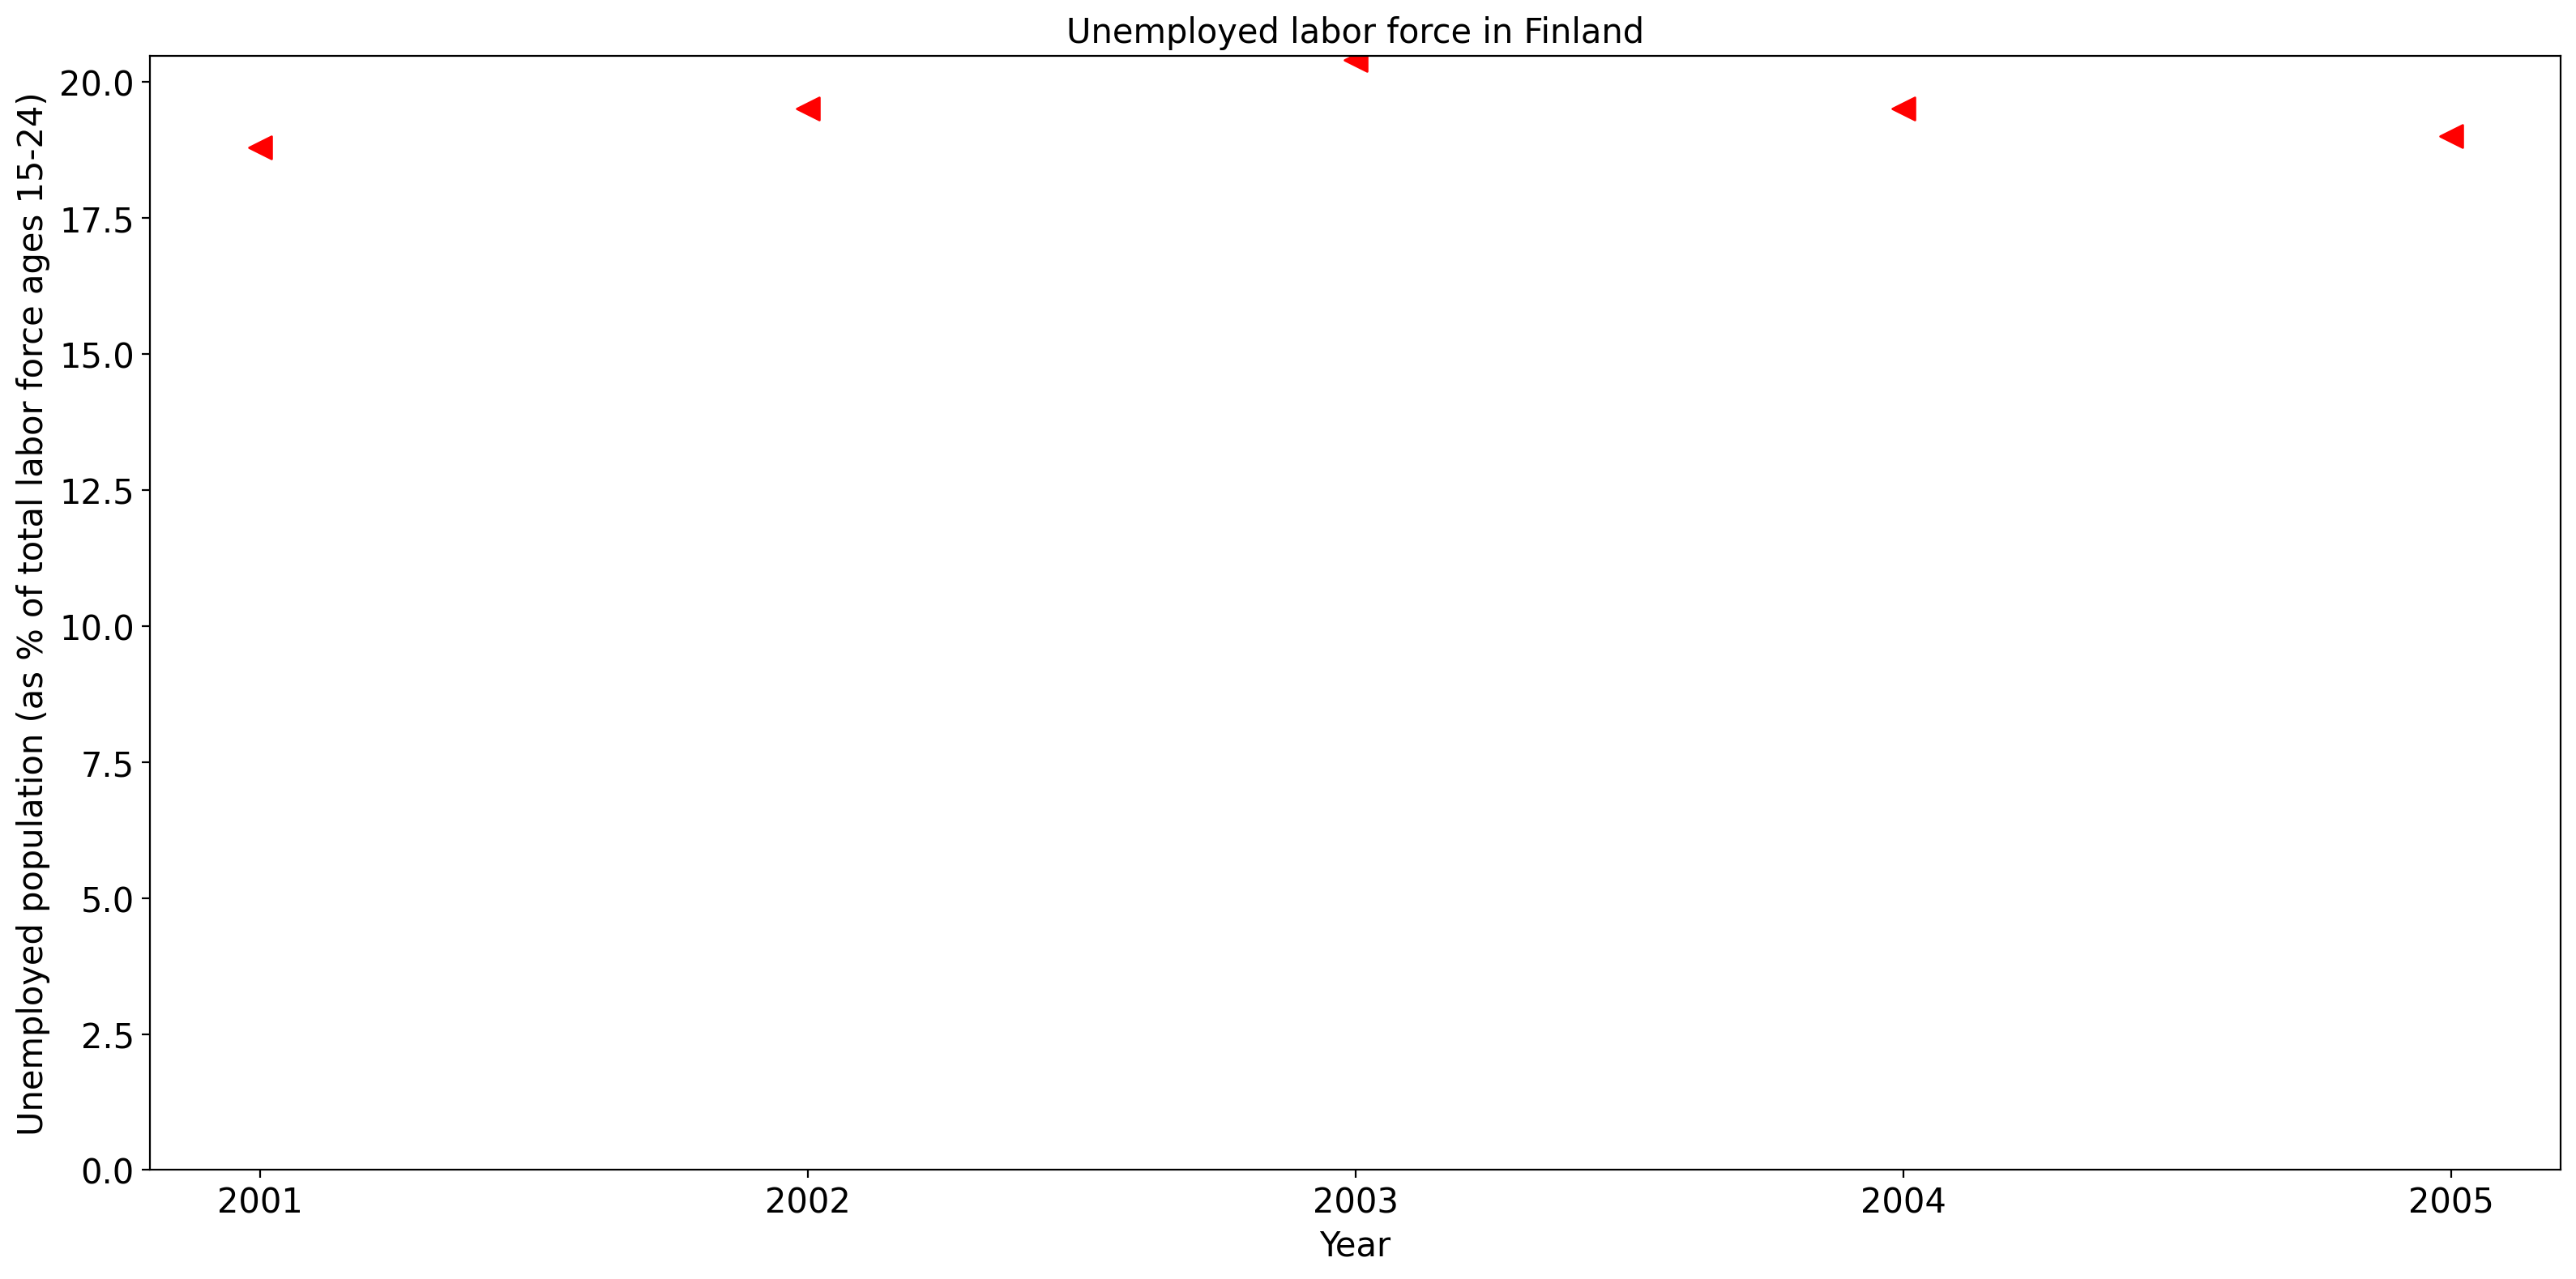 Unemployed labor force in Finland
Unemployed population (as % of total labor force ages 15-24)
20.0
17.5
15.0
12.5
10.0
7.5
5.0
2.5
0.0
2001 2002 2003 2004 2005
Year